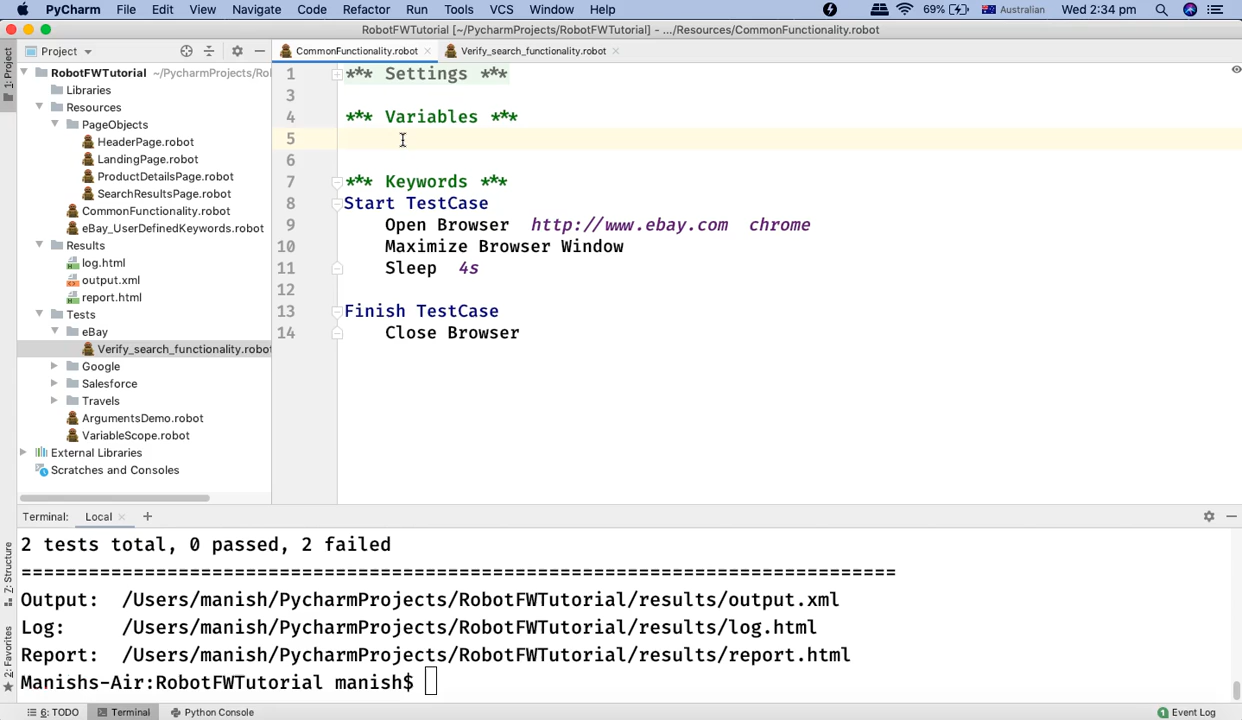 PyCharm File Edit View Navigate Code Refactor Run Tools VCS Window Help 69% Australian Wed 2:34 pm
RobotFWTutorial [~/PycharmProjects/RobotFWTutorial] - .../Resources/CommonFunctionality.robot
Project
CommonFunctionality.robot
Verify_search_functionality.robot
1: Project
RobotFWTutorial ~/PycharmProjects/Rol
Libraries
Resources
PageObjects
HeaderPage.robot
LandingPage.robot
ProductDetailsPage.robot
SearchResultsPage.robot
CommonFunctionality.robot
eBay_UserDefinedKeywords.robot
Results
log.html
output.xml
report.html
Tests
eBay
Verify_search_functionality.robot
Google
Salesforce
Travels
ArgumentsDemo.robot
VariableScope.robot
External Libraries
Scratches and Consoles
1 *** Settings ***
3
4 *** Variables ***
5
6
7 *** Keywords ***
8 Start TestCase
9 Open Browser http://www.ebay.com chrome
10 Maximize Browser Window
11 Sleep 4s
12
13 Finish TestCase
14 Close Browser
Terminal: Local +
2 tests total, 0 passed, 2 failed
==============================================================================
Output: /Users/manish/PycharmProjects/RobotFWTutorial/results/output.xml
Log: /Users/manish/PycharmProjects/RobotFWTutorial/results/log.html
Report: /Users/manish/PycharmProjects/RobotFWTutorial/results/report.html
Manishs-Air:RobotFWTutorial manish$
Z: Structure
2: Favorites
6: TODO Terminal Python Console 1 Event Log